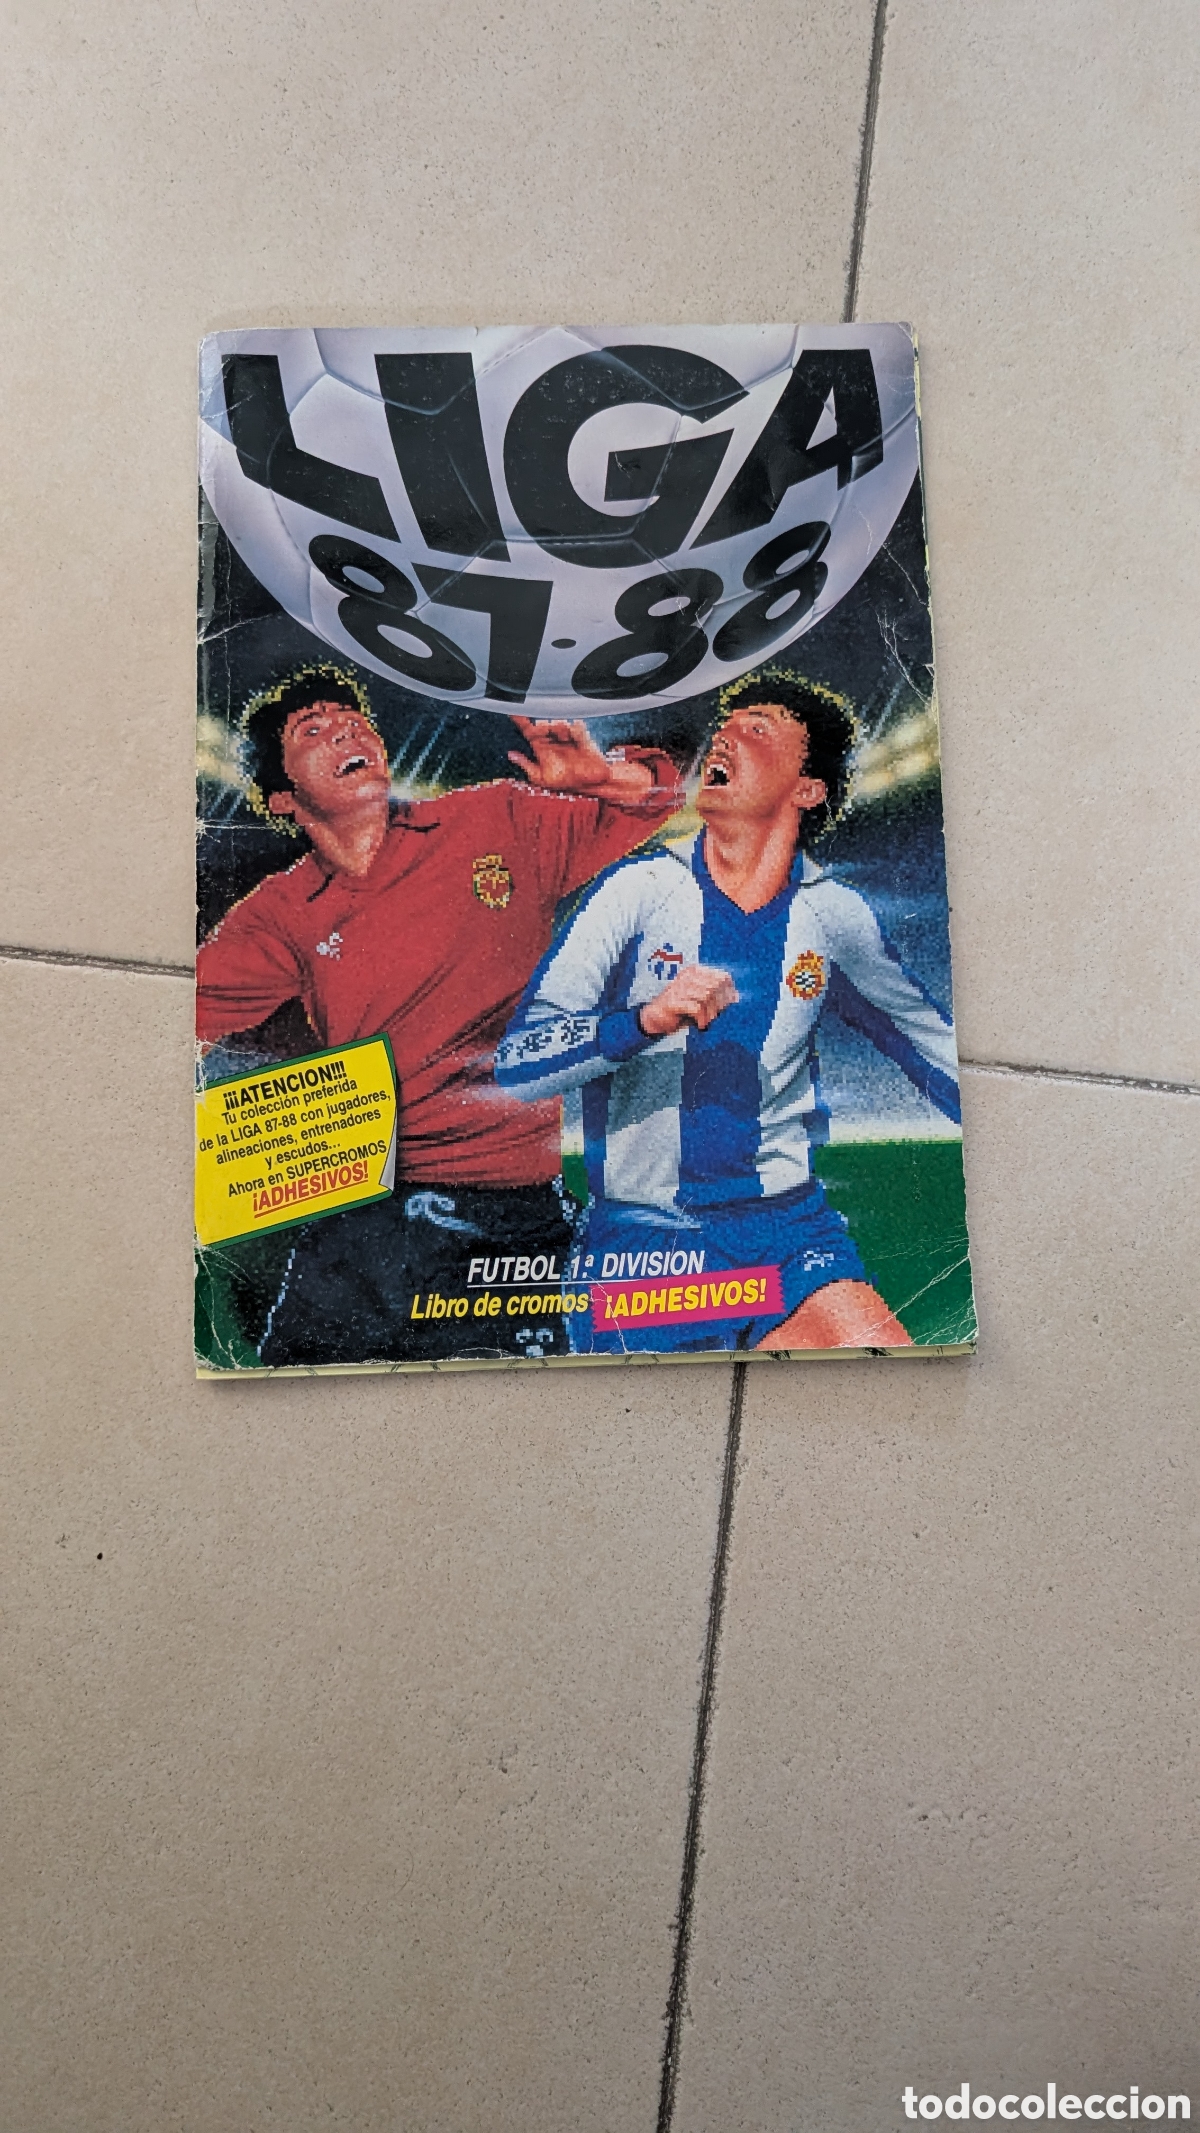 LIGA
87·88
¡¡¡ATENCION!!!
Tu colección preferida
de la LIGA 87-88 con jugadores,
alineaciones, entrenadores
y escudos...
Ahora en SUPERCROMOS
¡ADHESIVOS!
FUTBOL 1.ª DIVISION
Libro de cromos ¡ADHESIVOS!
todocoleccion